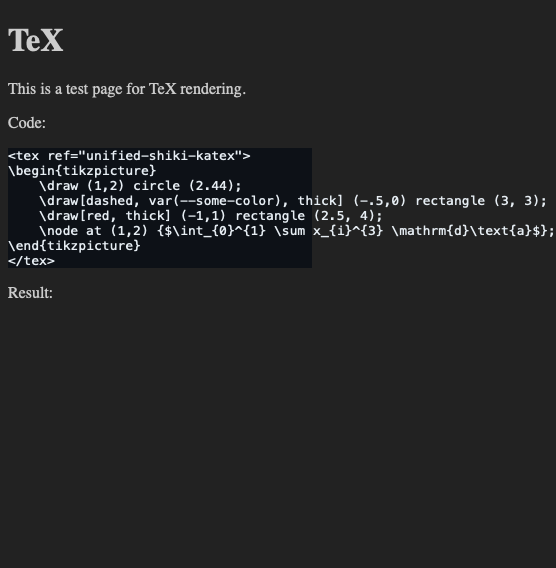 TeX
This is a test page for TeX rendering.
Code:
<tex ref="unified-shiki-katex">
\begin{tikzpicture}
    \draw (1,2) circle (2.44);
    \draw[dashed, var(--some-color), thick] (-.5,0) rectangle (3, 3);
    \draw[red, thick] (-1,1) rectangle (2.5, 4);
    \node at (1,2) {$\int_{0}^{1} \sum x_{i}^{3} \mathrm{d}\text{a}$};
\end{tikzpicture}
</tex>
Result: